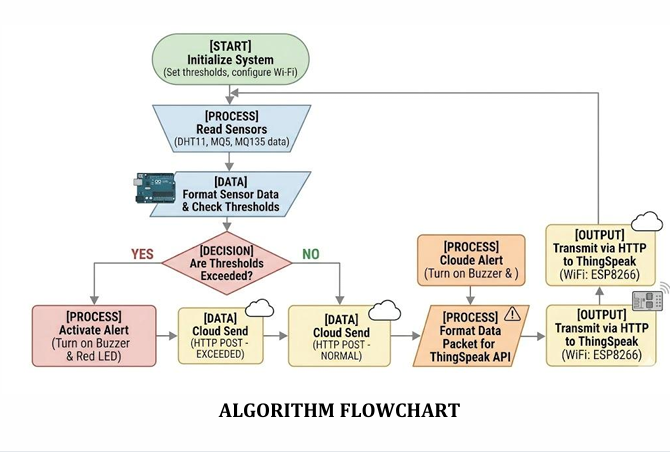 [START]
Initialize System
(Set thresholds, configure Wi-Fi)
[PROCESS]
Read Sensors
(DHT11, MQ5, MQ135 data)
[DATA]
Format Sensor Data
& Check Thresholds
YES
[DECISION]
Are Thresholds
Exceeded?
NO
[PROCESS]
Activate Alert
(Turn on Buzzer
& Red LED)
[DATA]
Cloud Send
(HTTP POST -
EXCEEDED)
[DATA]
Cloud Send
(HTTP POST -
NORMAL)
[PROCESS]
Cloude Alert
(Turn on Buzzer & )
[PROCESS]
Format Data
Packet for
ThingSpeak API
[OUTPUT]
Transmit via HTTP
to ThingSpeak
(WiFi: ESP8266)
[OUTPUT]
Transmit via HTTP
to ThingSpeak
(WiFi: ESP8266)
ALGORITHM FLOWCHART